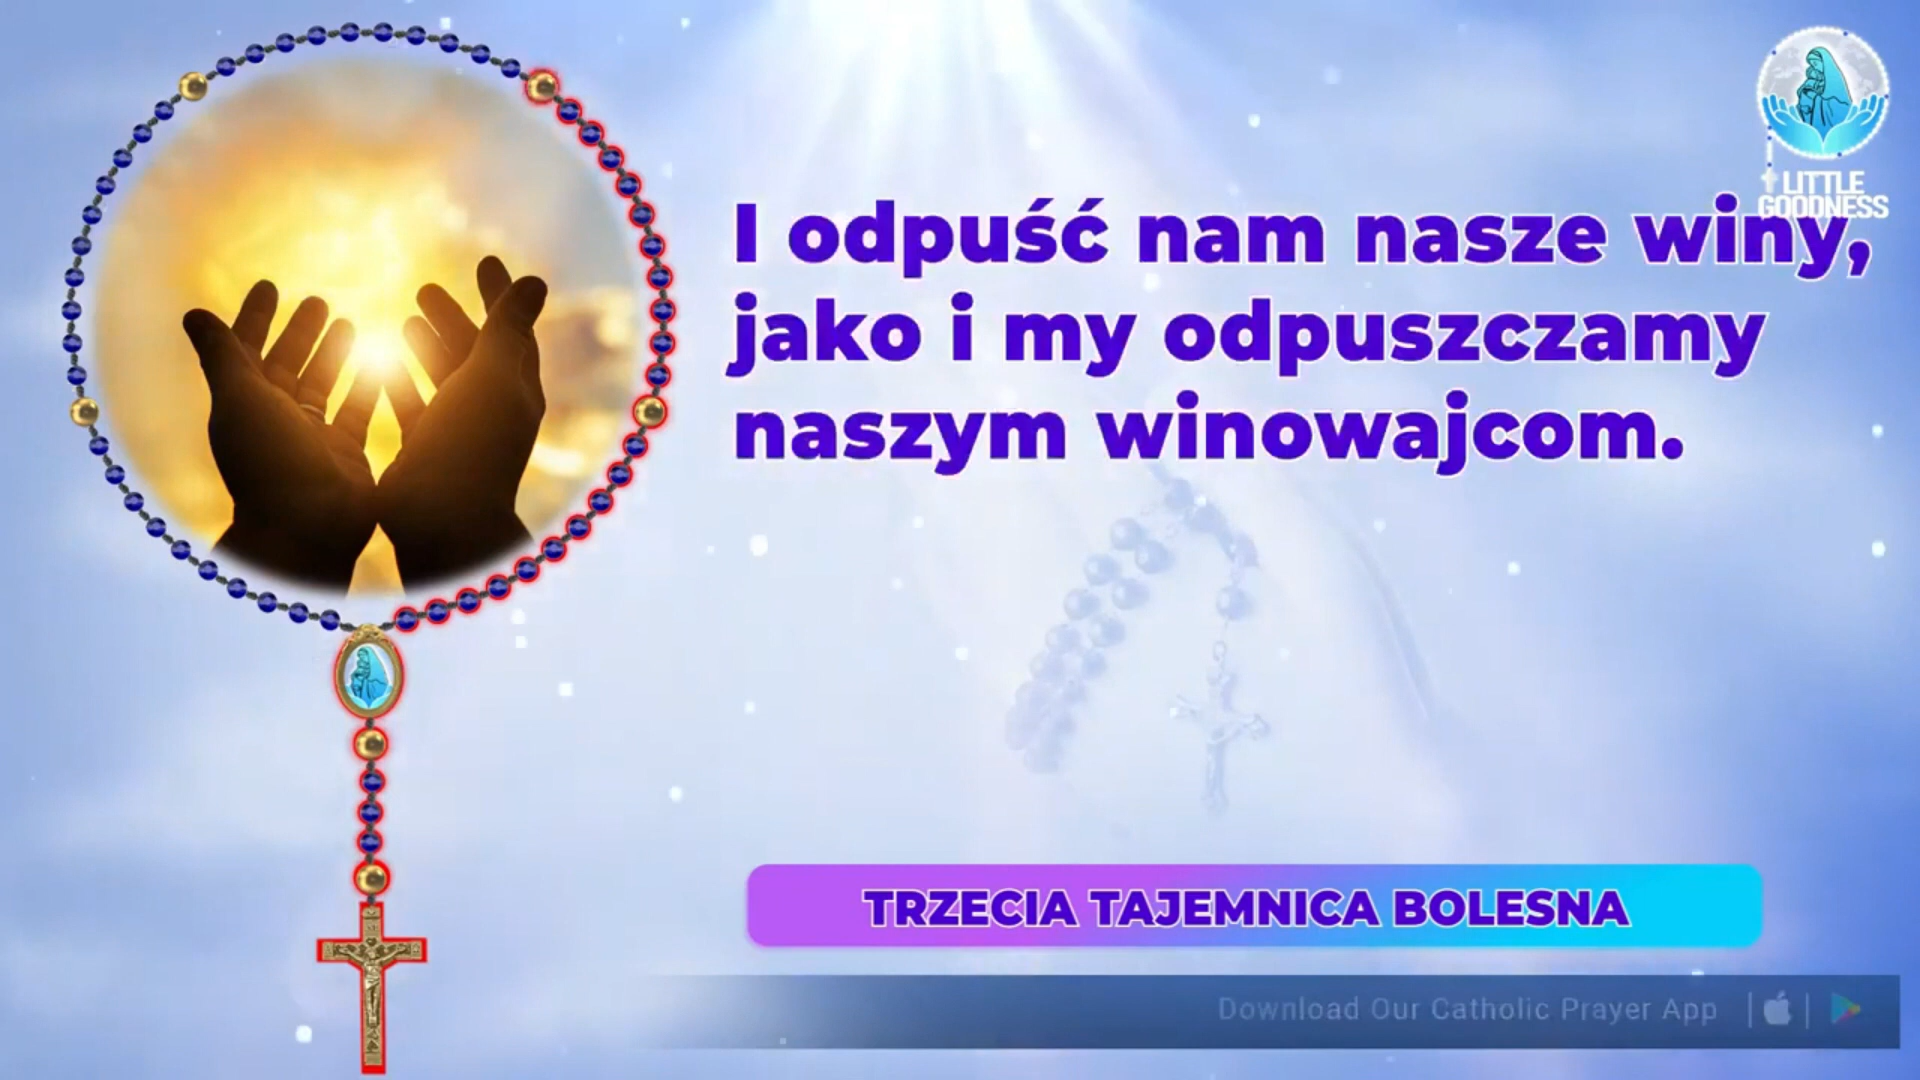 LITTLE
GOODNESS
I odpuść nam nasze winy,
jako i my odpuszczamy
naszym winowajcom.
TRZECIA TAJEMNICA BOLESNA
Download Our Catholic Prayer App